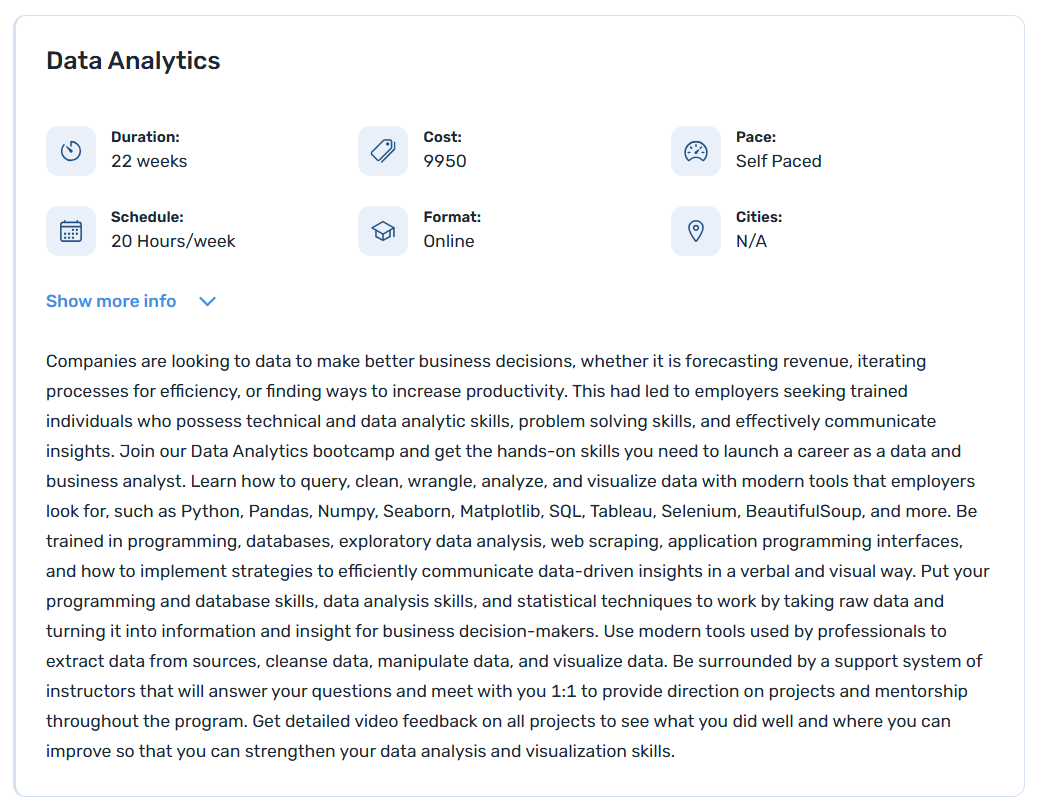 Data Analytics
Duration:
22 weeks
Cost:
9950
Pace:
Self Paced
Schedule:
20 Hours/week
Format:
Online
Cities:
N/A
Show more info
Companies are looking to data to make better business decisions, whether it is forecasting revenue, iterating
processes for efficiency, or finding ways to increase productivity. This had led to employers seeking trained
individuals who possess technical and data analytic skills, problem solving skills, and effectively communicate
insights. Join our Data Analytics bootcamp and get the hands-on skills you need to launch a career as a data and
business analyst. Learn how to query, clean, wrangle, analyze, and visualize data with modern tools that employers
look for, such as Python, Pandas, Numpy, Seaborn, Matplotlib, SQL, Tableau, Selenium, BeautifulSoup, and more. Be
trained in programming, databases, exploratory data analysis, web scraping, application programming interfaces,
and how to implement strategies to efficiently communicate data-driven insights in a verbal and visual way. Put your
programming and database skills, data analysis skills, and statistical techniques to work by taking raw data and
turning it into information and insight for business decision-makers. Use modern tools used by professionals to
extract data from sources, cleanse data, manipulate data, and visualize data. Be surrounded by a support system of
instructors that will answer your questions and meet with you 1:1 to provide direction on projects and mentorship
throughout the program. Get detailed video feedback on all projects to see what you did well and where you can
improve so that you can strengthen your data analysis and visualization skills.